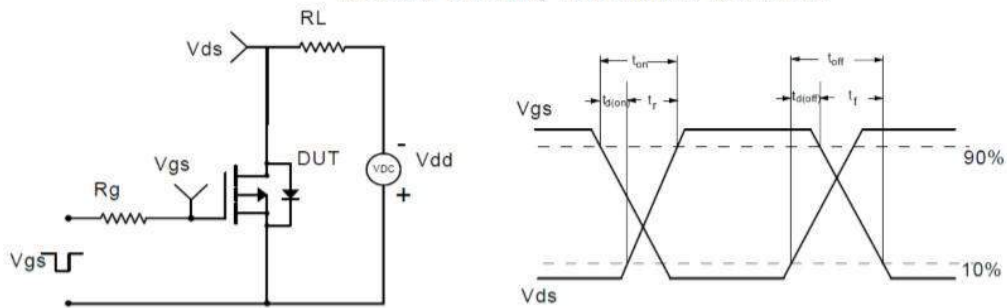 RL
Vds
Vgs
DUT
VDC
-
Vdd
+
Rg
Vgs
ton
toff
td(on)
tr
td(off)
tf
Vgs
90%
10%
Vds